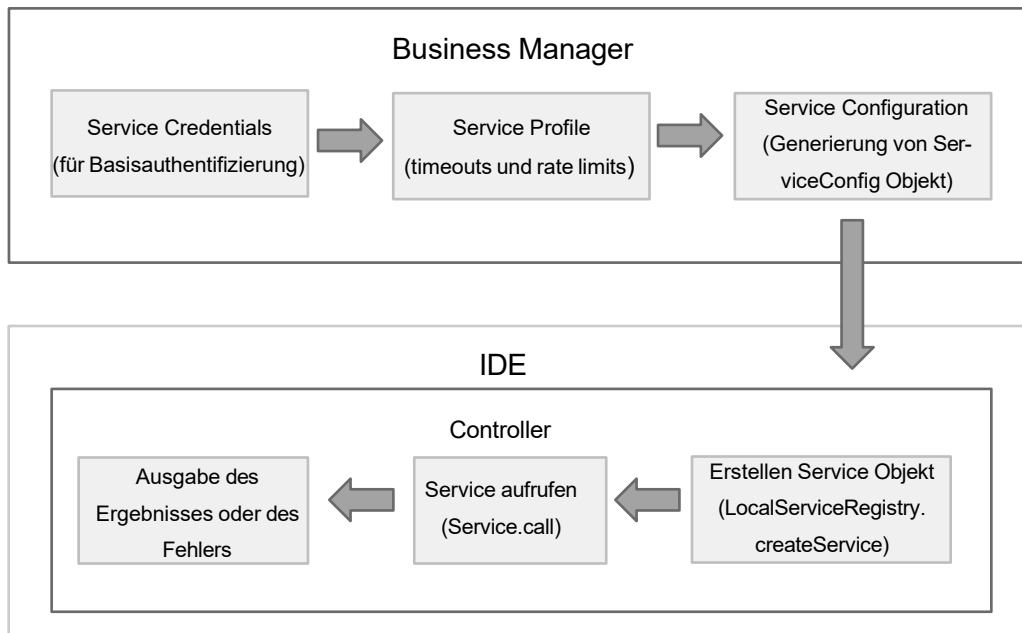 Business Manager
Service Credentials
(für Basisauthentifizierung)
Service Profile
(timeouts und rate limits)
Service Configuration
(Generierung von Ser-
viceConfig Objekt)
IDE
Controller
Ausgabe des
Ergebnisses oder des
Fehlers
Service aufrufen
(Service.call)
Erstellen Service Objekt
(LocalServiceRegistry.
createService)